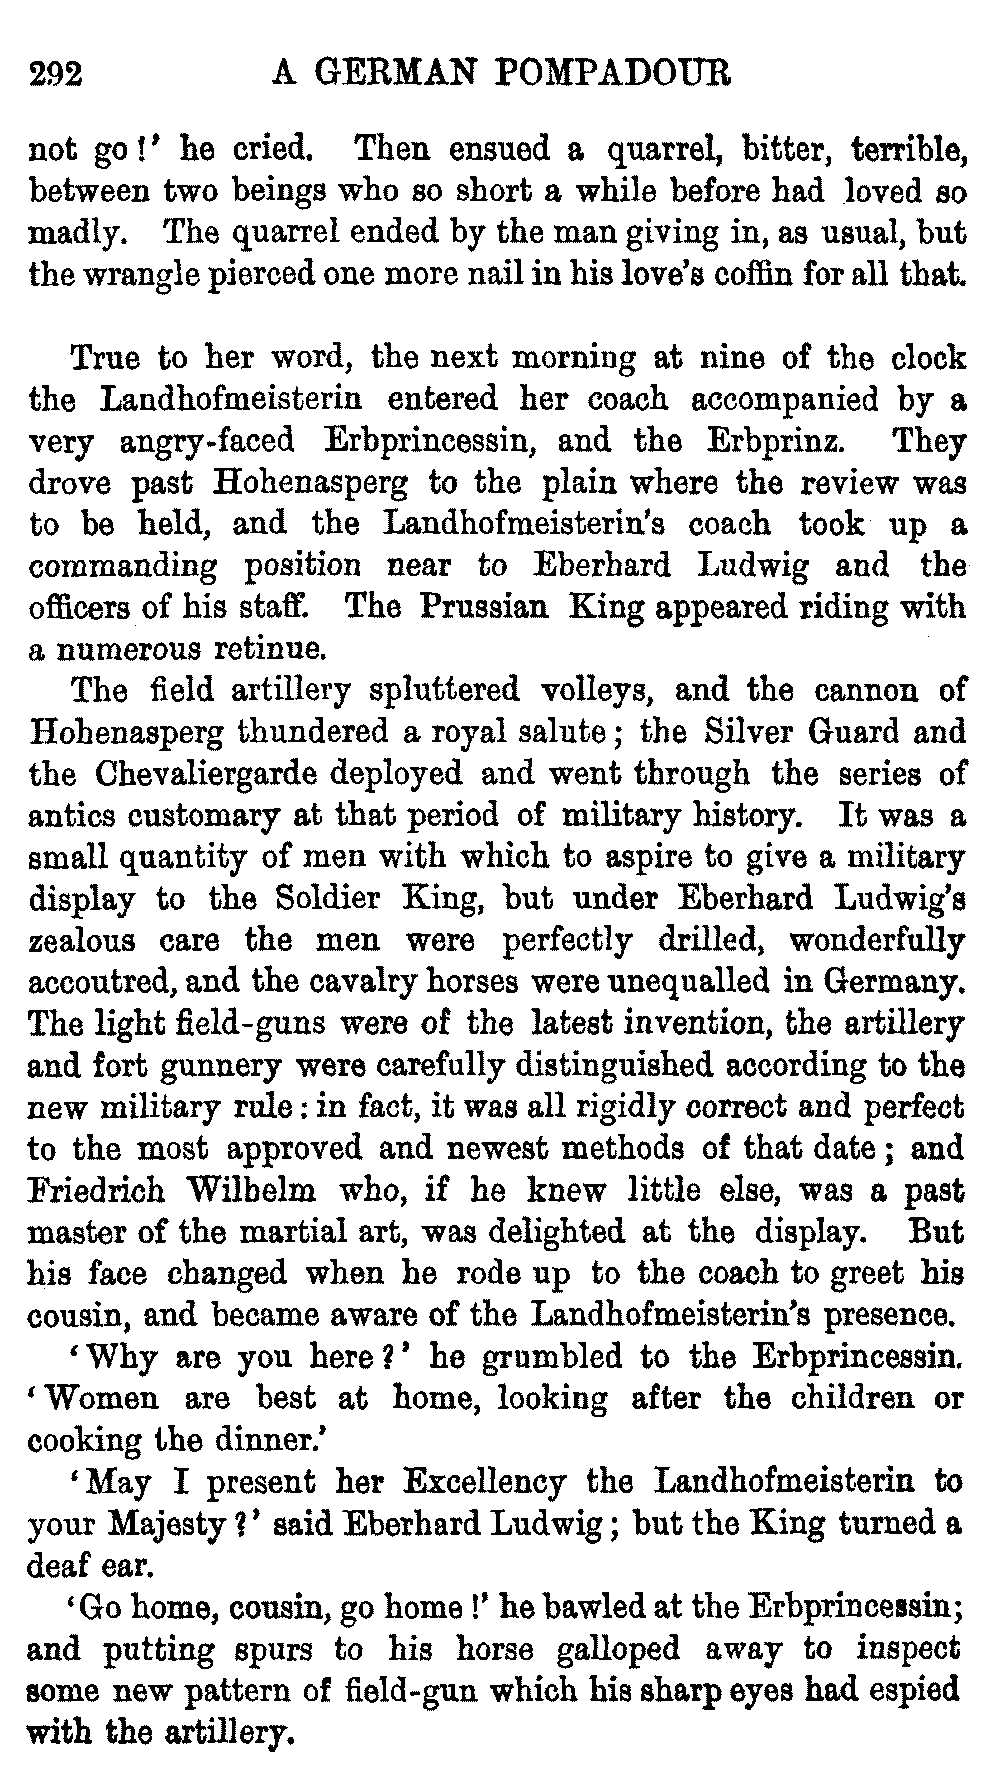 292 A GERMAN POMPADOUR
not go!' he cried. Then ensued a quarrel, bitter, terrible,
between two beings who so short a while before had loved so
madly. The quarrel ended by the man giving in, as usual, but
the wrangle pierced one more nail in his love's coffin for all that.
True to her word, the next morning at nine of the clock
the Landhofmeisterin entered her coach accompanied by a
very angry-faced Erbprincessin, and the Erbprinz. They
drove past Hohenasperg to the plain where the review was
to be held, and the Landhofmeisterin's coach took up a
commanding position near to Eberhard Ludwig and the
officers of his staff. The Prussian King appeared riding with
a numerous retinue.
The field artillery spluttered volleys, and the cannon of
Hohenasperg thundered a royal salute; the Silver Guard and
the Chevaliergarde deployed and went through the series of
antics customary at that period of military history. It was a
small quantity of men with which to aspire to give a military
display to the Soldier King, but under Eberhard Ludwig's
zealous care the men were perfectly drilled, wonderfully
accoutred, and the cavalry horses were unequalled in Germany.
The light field-guns were of the latest invention, the artillery
and fort gunnery were carefully distinguished according to the
new military rule: in fact, it was all rigidly correct and perfect
to the most approved and newest methods of that date; and
Friedrich Wilhelm who, if he knew little else, was a past
master of the martial art, was delighted at the display. But
his face changed when he rode up to the coach to greet his
cousin, and became aware of the Landhofmeisterin's presence.
'Why are you here?' he grumbled to the Erbprincessin.
'Women are best at home, looking after the children or
cooking the dinner.'
'May I present her Excellency the Landhofmeisterin to
your Majesty?' said Eberhard Ludwig; but the King turned a
deaf ear.
'Go home, cousin, go home!' he bawled at the Erbprincessin;
and putting spurs to his horse galloped away to inspect
some new pattern of field-gun which his sharp eyes had espied
with the artillery.